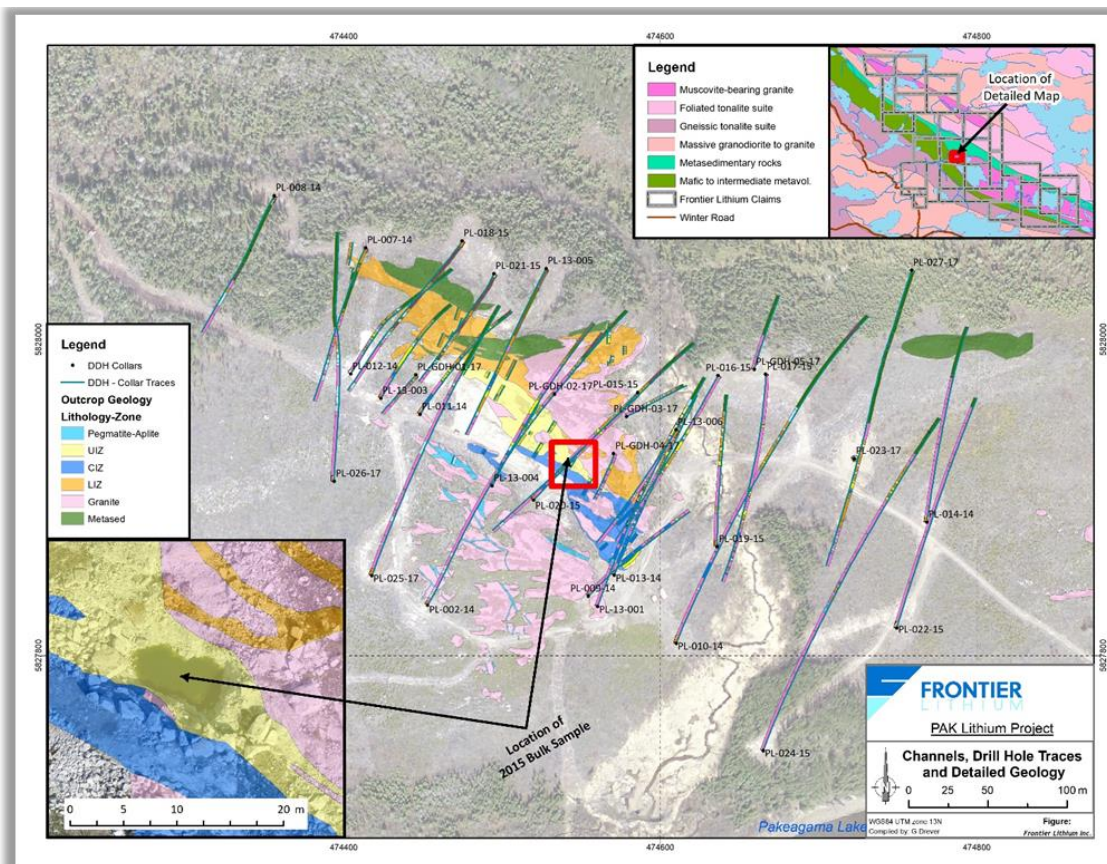 474400
474600
474800
Legend
Muscovite-bearing granite
Foliated tonalite suite
Gneissic tonalite suite
Massive granodiorite to granite
Metasedimentary rocks
Mafic to intermediate metavol.
Frontier Lithium Claims
Winter Road
Location of
Detailed Map
PL-008-14
PL-007-14
PL-018-15
PL-021-15
PL-13-005
PL-027-17
5828000
5828000
Legend
DDH Collars
DDH - Collar Traces
Outcrop Geology
Lithology-Zone
Pegmatite-Aplite
UIZ
CIZ
LIZ
Granite
Metased
PL-012-14
PL-GDH-01-17
PL-13-003
PL-011-14
PL-GDH-02-17
PL-015-15
PL-016-15
PL-GDH-05-17
PL-017-15
PL-GDH-03-17
PL-13-006
PL-GDH-04-17
PL-023-17
PL-026-17
PL-13-004
PL-020-15
PL-014-14
PL-019-15
PL-025-17
PL-013-14
PL-009-14
PL-002-14
PL-13-001
PL-022-15
PL-010-14
5827800
5827800
Location of
2015 Bulk Sample
PL-024-15
0 5 10 20 m
FRONTIER
LITHIUM
PAK Lithium Project
Channels, Drill Hole Traces
and Detailed Geology
0 25 50 100 m
Pakeagama Lake
WGS84 UTM zone 13N
Compiled by: G.Drever
Figure:
Frontier Lithium Inc.
474400
474600
474800